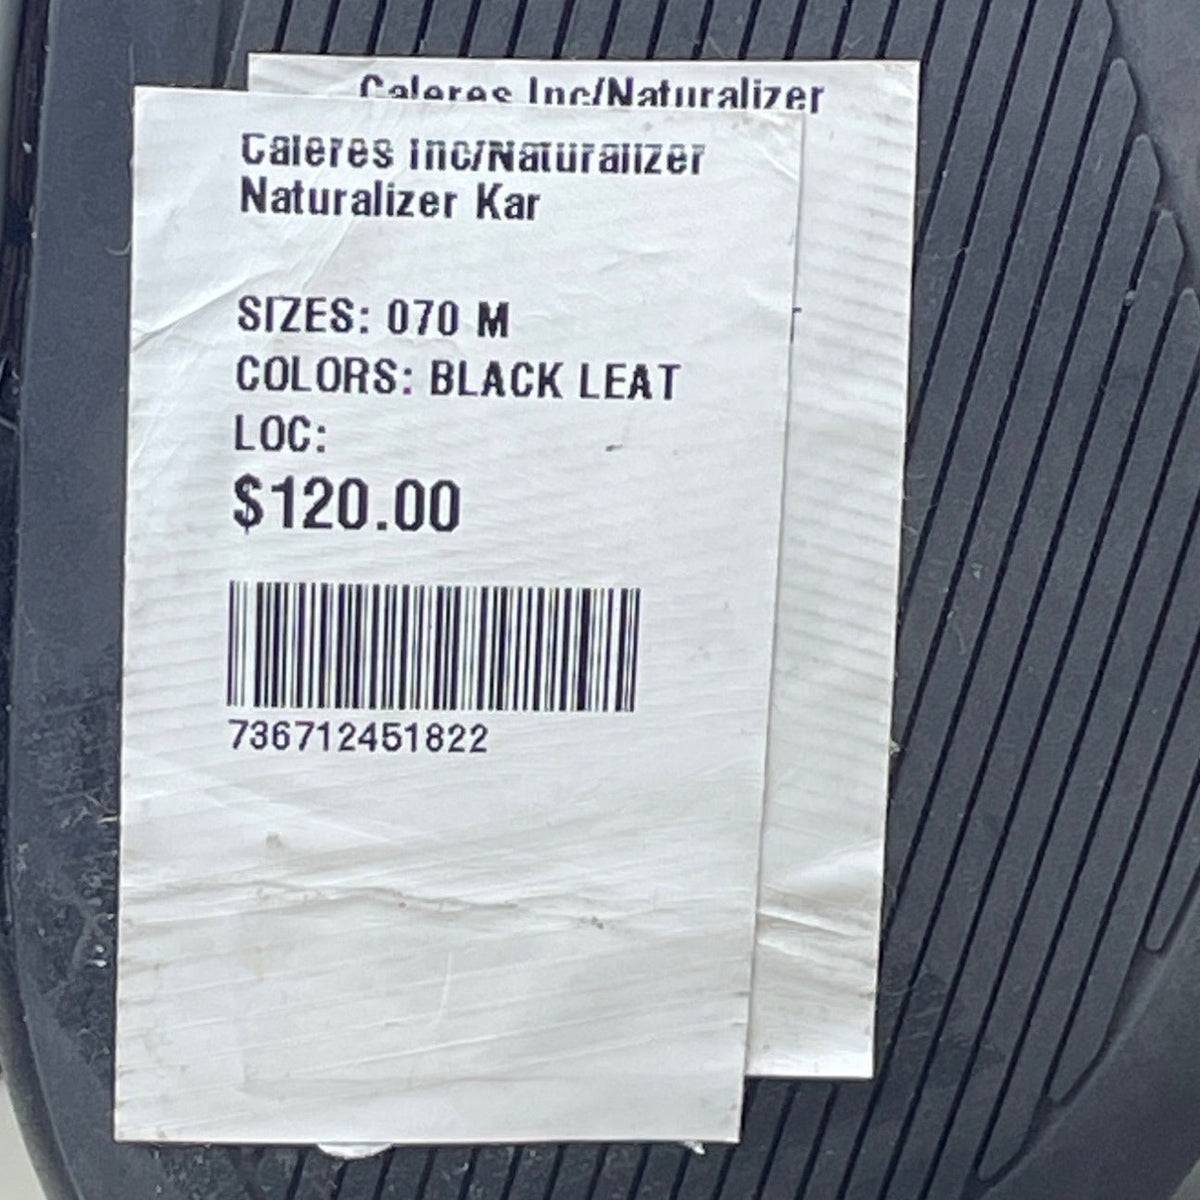 Caleres Inc/Naturalizer
Caleres Inc/Naturalizer
Naturalizer Kar
SIZES: 070 M
COLORS: BLACK LEAT
LOC:
$120.00
736712451822